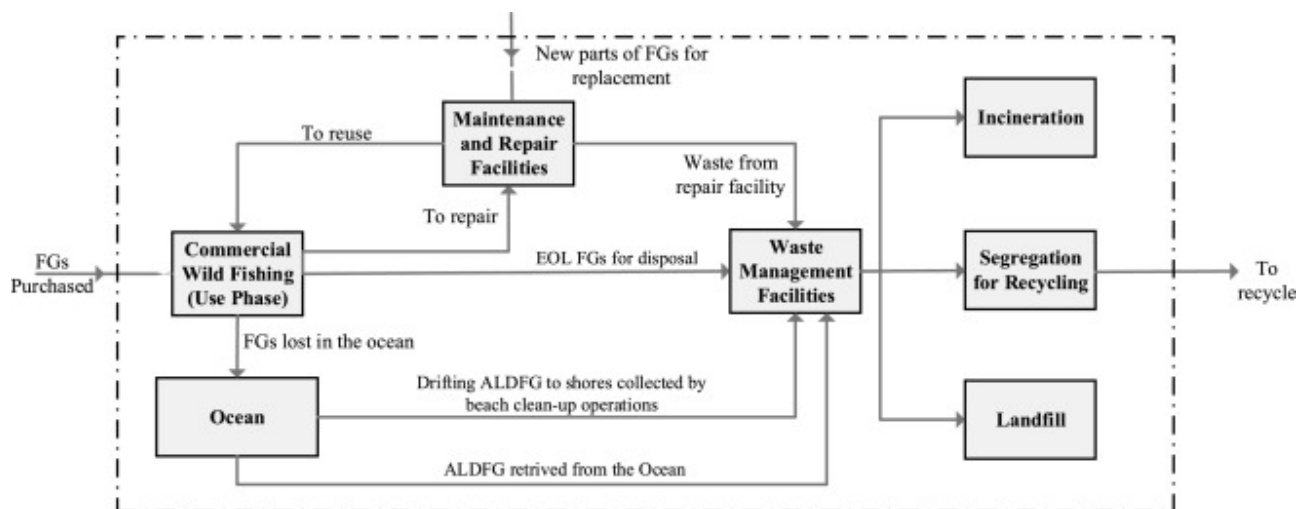 New parts of FGs for
replacement
Maintenance
and Repair
Facilities
To reuse
Waste from
repair facility
To repair
Incineration
FGs
Purchased
Commercial
Wild Fishing
(Use Phase)
EOL FGs for disposal
Waste
Management
Facilities
Segregation
for Recycling
To
recycle
FGs lost in the ocean
Ocean
Drifting ALDFG to shores collected by
beach clean-up operations
Landfill
ALDFG retrived from the Ocean